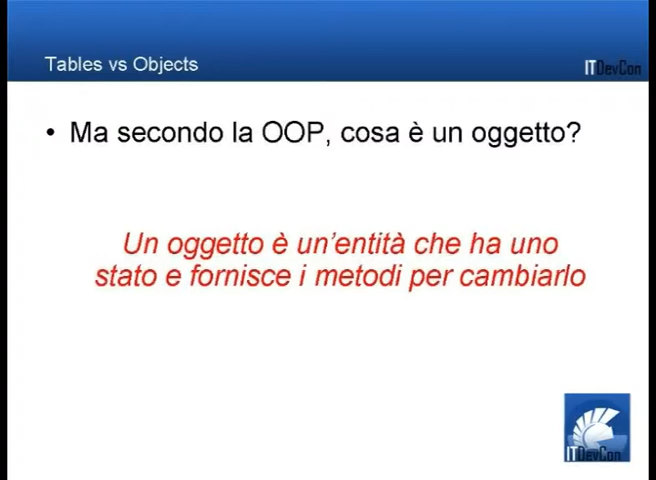 Tables vs Objects
ITDevCon
• Ma secondo la OOP, cosa è un oggetto?
Un oggetto è un'entità che ha uno
stato e fornisce i metodi per cambiarlo
ITDevCon